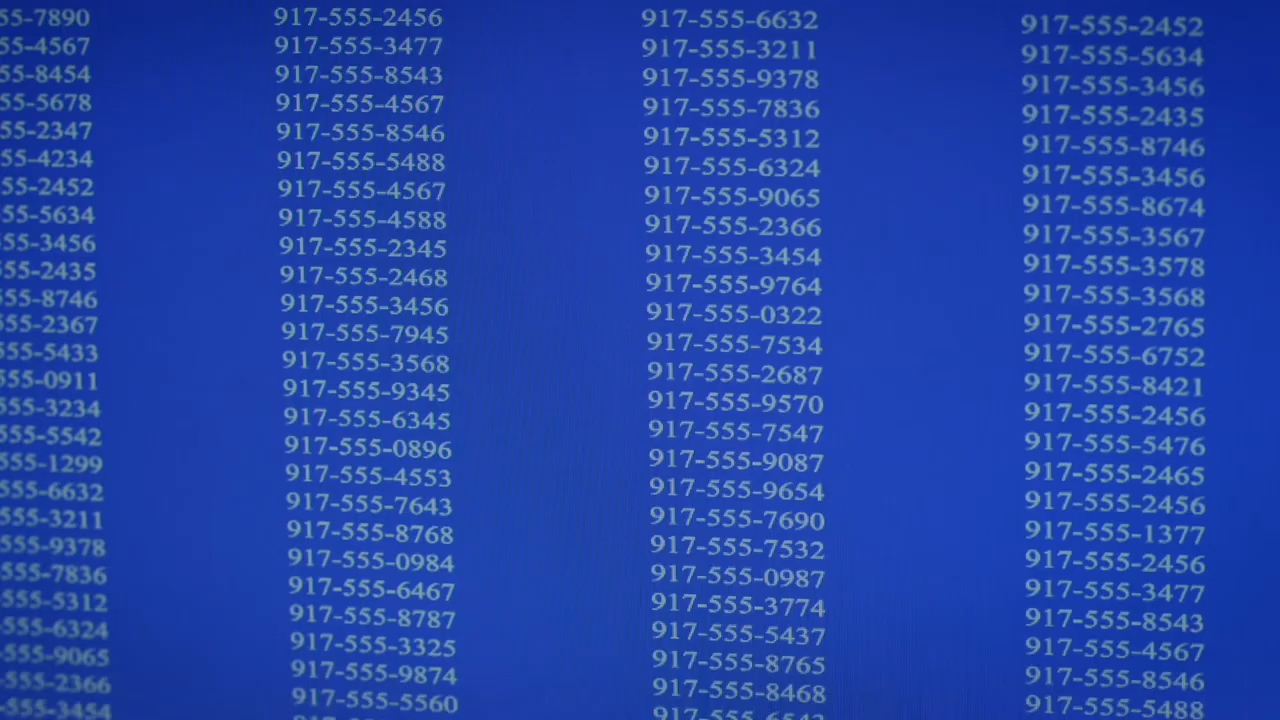 55-7890 917-555-2456 917-555-6632 917-555-2452
55-4567 917-555-3477 917-555-3211 917-555-5634
55-8454 917-555-8543 917-555-9378 917-555-3456
55-5678 917-555-4567 917-555-7836 917-555-2435
55-2347 917-555-8546 917-555-5312 917-555-8746
55-4234 917-555-5488 917-555-6324 917-555-3456
55-2452 917-555-4567 917-555-9065 917-555-8674
55-5634 917-555-4588 917-555-2366 917-555-3567
55-3456 917-555-2345 917-555-3454 917-555-3578
55-2435 917-555-2468 917-555-9764 917-555-3568
555-8746 917-555-3456 917-555-0322 917-555-2765
555-2367 917-555-7945 917-555-7534 917-555-6752
555-5433 917-555-3568 917-555-2687 917-555-8421
555-0911 917-555-9345 917-555-9570 917-555-2456
555-3234 917-555-6345 917-555-7547 917-555-5476
555-5542 917-555-0896 917-555-9087 917-555-2465
555-1299 917-555-4553 917-555-9654 917-555-2456
555-6632 917-555-7643 917-555-7690 917-555-1377
555-3211 917-555-8768 917-555-7532 917-555-2456
555-9378 917-555-0984 917-555-0987 917-555-3477
-555-7836 917-555-6467 917-555-3774 917-555-8543
-555-5312 917-555-8787 917-555-5437 917-555-4567
-555-6324 917-555-3325 917-555-8765 917-555-8546
-555-9065 917-555-9874 917-555-8468 917-555-5488
-555-2366 917-555-5560
-555-3454